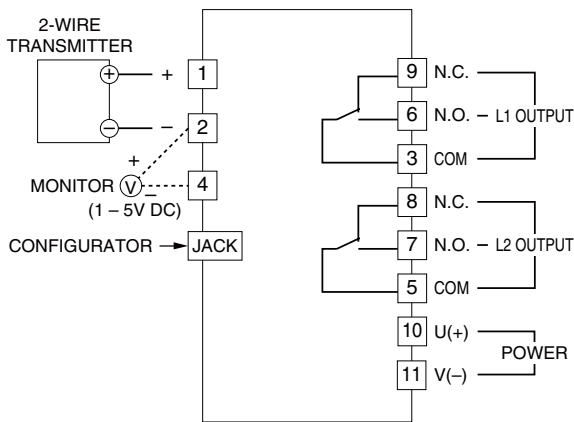 2-WIRE
TRANSMITTER
+ + 1
– – 2
+
MONITOR V – 4
(1 – 5V DC)
CONFIGURATOR JACK
9 N.C.
6 N.O. L1 OUTPUT
3 COM
8 N.C.
7 N.O. L2 OUTPUT
5 COM
10 U(+)
POWER
11 V(–)